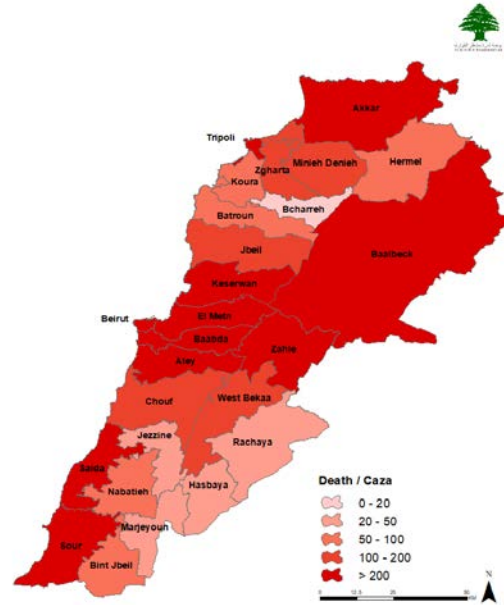 Akkar
Tripoli
Zgharta
Minieh Denieh
Hermel
Koura
Bcharreh
Batroun
Jbeil
Baalbeck
Keserwan
Beirut
El Metn
Baabda
Zahle
Aley
Chouf
West Bekaa
Jezzine
Rachaya
Saida
Nabatieh
Hasbaya
Marjeyoun
Sour
Bint Jbeil
Death / Caza
0 - 20
20 - 50
50 - 100
100 - 200
> 200
N